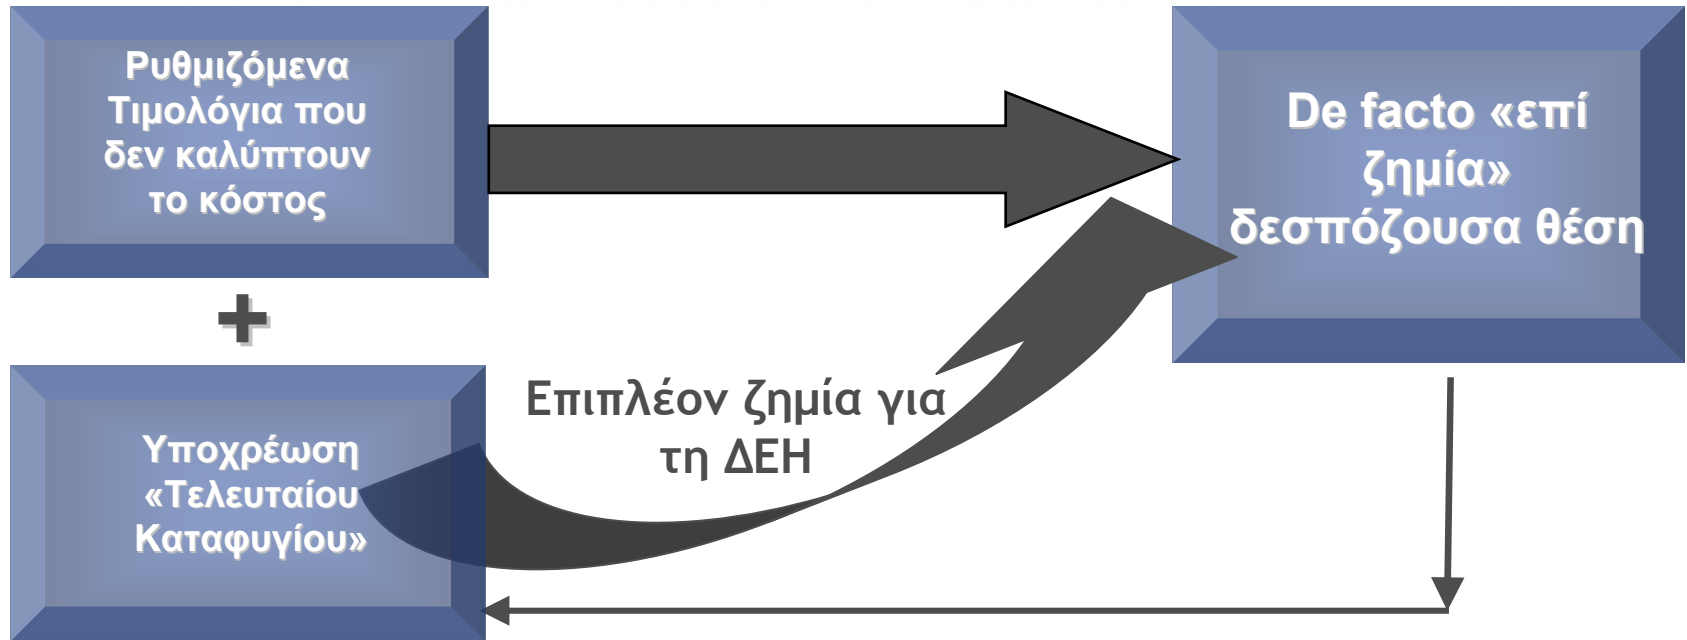 Ρυθμιζόμενα
Τιμολόγια που
δεν καλύπτουν
το κόστος
+
Υποχρέωση
«Τελευταίου
Καταφυγίου»
Επιπλέον ζημία για
τη ΔΕΗ
De facto «επί
ζημία»
δεσπόζουσα θέση